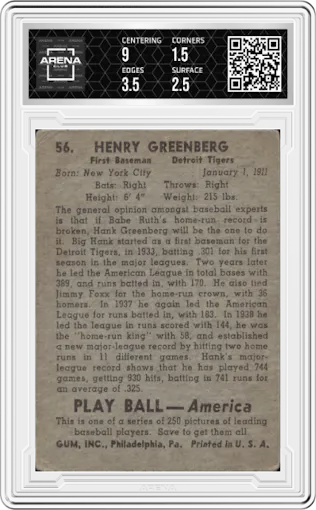 CENTERING CORNERS
9 1.5
EDGES SURFACE
3.5 2.5
ARENA
CLUB
56. HENRY GREENBERG
First Baseman Detroit Tigers
Born: New York City January 1, 1911
Bats: Right Throws: Right
Height: 6' 4" Weight: 215 lbs.
The general opinion amongst baseball experts
is that if Babe Ruth's home-run record is
broken, Hank Greenberg will be the one to do
it. Big Hank started as a first baseman for the
Detroit Tigers, in 1933, batting .301 for his first
season in the major leagues. Two years later
he led the American League in total bases with
389, and runs batted in, with 170. He also tied
Jimmy Foxx for the home-run crown, with 36
homers. In 1937 he again led the American
League for runs batted in, with 183. In 1938 he
led the league in runs scored with 144, he was
the "home-run king" with 58, and established
a new major-league record by hitting two home
runs in 11 different games. Hank's major-
league record shows that he has played 744
games, getting 930 hits, batting in 741 runs for
an average of .325.
PLAY BALL—America
This is one of a series of 250 pictures of leading
baseball players. Save to get them all.
GUM, INC., Philadelphia, Pa. Printed in U. S. A.
ARENA